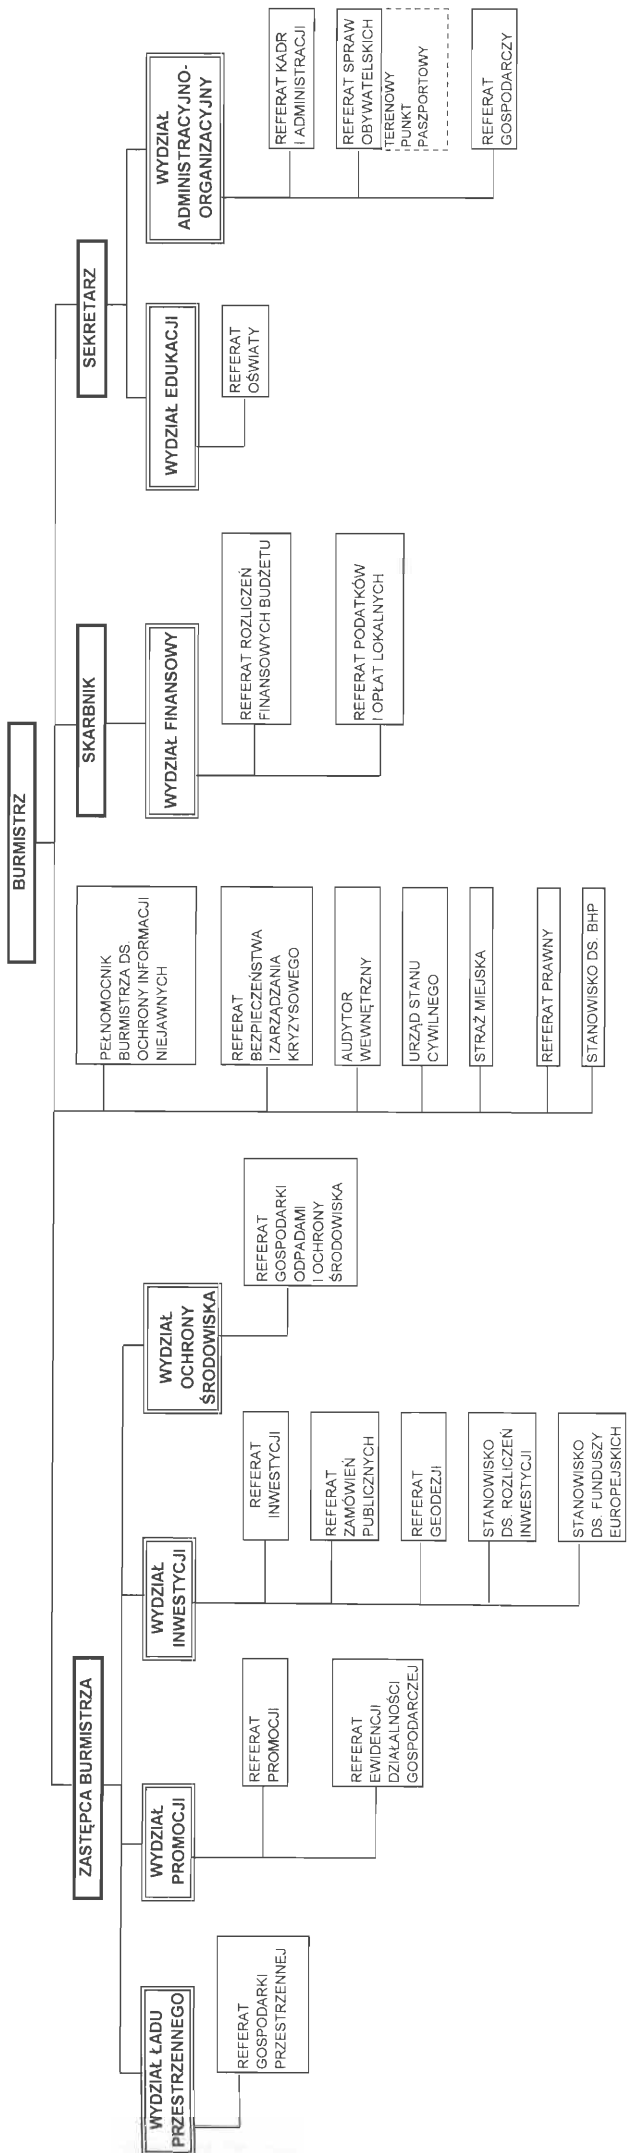 BURMISTRZ
ZASTĘPCA BURMISTRZA
SKARBNIK
SEKRETARZ
WYDZIAŁ ŁADU
PRZESTRZENNEGO
REFERAT
GOSPODARKI
PRZESTRZENNEJ
WYDZIAŁ
PROMOCJI
REFERAT
PROMOCJI
REFERAT
EWIDENCJI
DZIAŁALNOŚCI
GOSPODARCZEJ
WYDZIAŁ
INWESTYCJI
REFERAT
INWESTYCJI
REFERAT
ZAMÓWIEŃ
PUBLICZNYCH
REFERAT
GEODEZJI
STANOWISKO
DS. ROZLICZEŃ
INWESTYCJI
STANOWISKO
DS. FUNDUSZY
EUROPEJSKICH
WYDZIAŁ
OCHRONY
ŚRODOWISKA
REFERAT
GOSPODARKI
ODPADAMI
I OCHRONY
ŚRODOWISKA
PEŁNOMOCNIK
BURMISTRZA DS.
OCHRONY INFORMACJI
NIEJAWNYCH
REFERAT
BEZPIECZEŃSTWA
I ZARZĄDZANIA
KRYZYSOWEGO
AUDYTOR
WEWNĘTRZNY
URZĄD STANU
CYWILNEGO
STRAŻ MIEJSKA
REFERAT PRAWNY
STANOWISKO DS. BHP
WYDZIAŁ FINANSOWY
REFERAT ROZLICZEŃ
FINANSOWYCH BUDŻETU
REFERAT PODATKÓW
I OPŁAT LOKALNYCH
WYDZIAŁ EDUKACJI
REFERAT
OŚWIATY
WYDZIAŁ
ADMINISTRACYJNO-
ORGANIZACYJNY
REFERAT KADR
I ADMINISTRACJI
REFERAT SPRAW
OBYWATELSKICH
TERENOWY
PUNKT
PASZPORTOWY
REFERAT
GOSPODARCZY